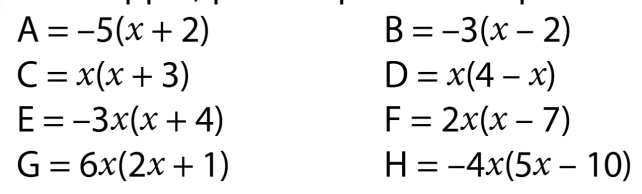 A = –5(x + 2) B = –3(x – 2)
C = x(x + 3) D = x(4 – x)
E = –3x(x + 4) F = 2x(x – 7)
G = 6x(2x + 1) H = –4x(5x – 10)